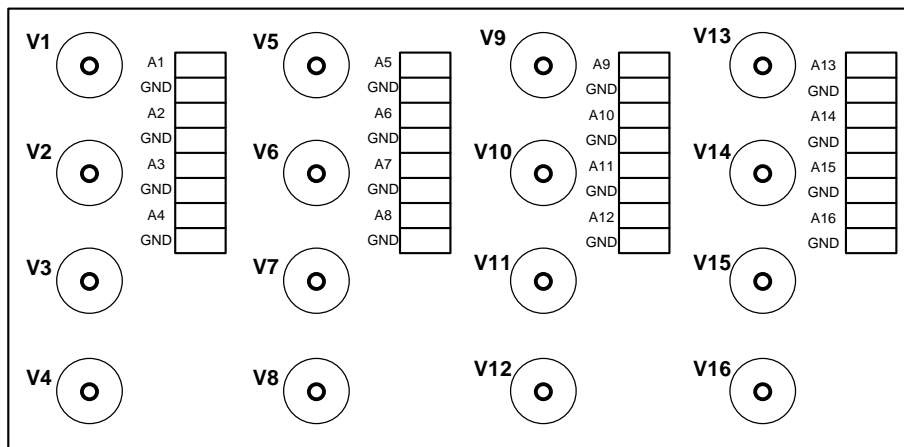 V1
V2
V3
V4
A1
GND
A2
GND
A3
GND
A4
GND
V5
V6
V7
V8
A5
GND
A6
GND
A7
GND
A8
GND
V9
V10
V11
V12
A9
GND
A10
GND
A11
GND
A12
GND
V13
V14
V15
V16
A13
GND
A14
GND
A15
GND
A16
GND